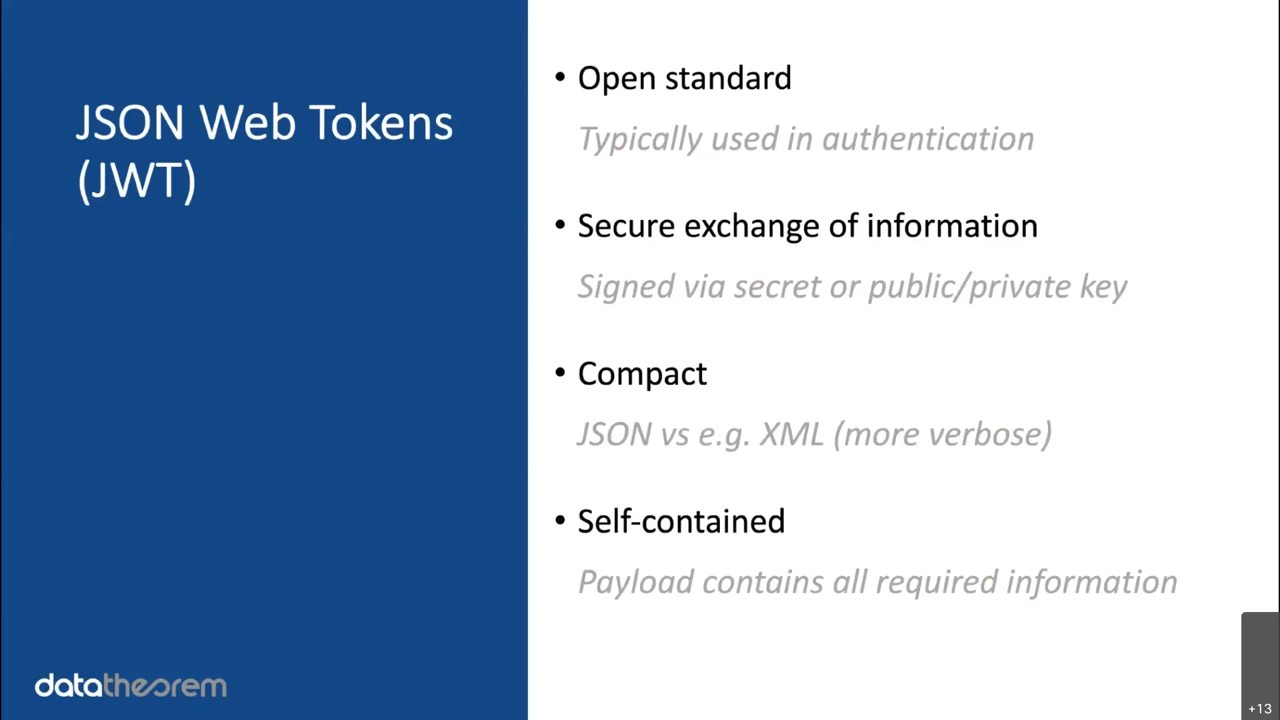 JSON Web Tokens
(JWT)
• Open standard
Typically used in authentication
• Secure exchange of information
Signed via secret or public/private key
• Compact
JSON vs e.g. XML (more verbose)
• Self-contained
Payload contains all required information
datatheorem
+13